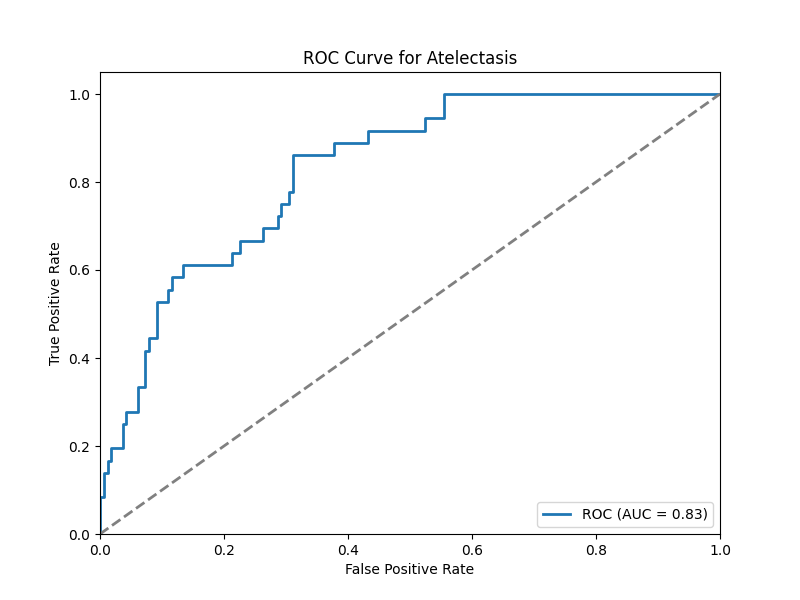 ROC Curve for Atelectasis
True Positive Rate
1.0
0.8
0.6
0.4
0.2
0.0
ROC (AUC = 0.83)
0.0 0.2 0.4 0.6 0.8 1.0
False Positive Rate